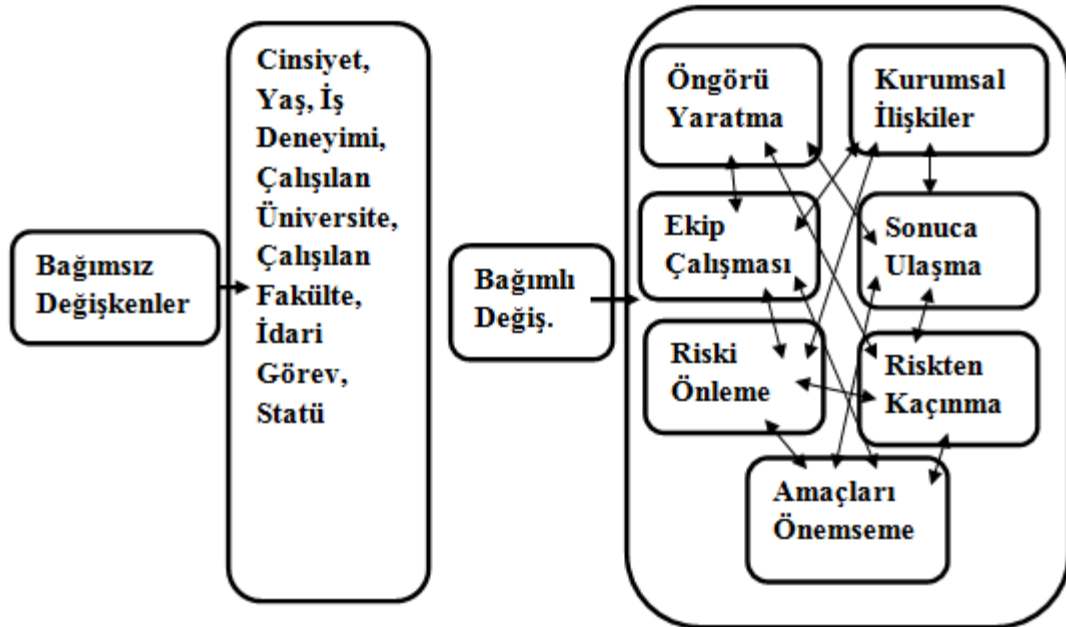 Bağımsız
Değişkenler
Cinsiyet,
Yaş, İş
Deneyimi,
Çalışılan
Üniversite,
Çalışılan
Fakülte,
İdari
Görev,
Statü
Bağımlı
Değiş.
Öngörü
Yaratma
Kurumsal
İlişkiler
Ekip
Çalışması
Sonuca
Ulaşma
Riski
Önleme
Riskten
Kaçınma
Amaçları
Önemseme